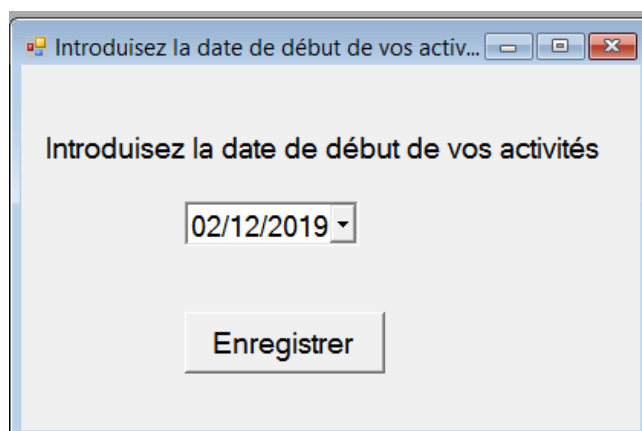 Introduisez la date de début de vos activ...
Introduisez la date de début de vos activités
02/12/2019
Enregistrer